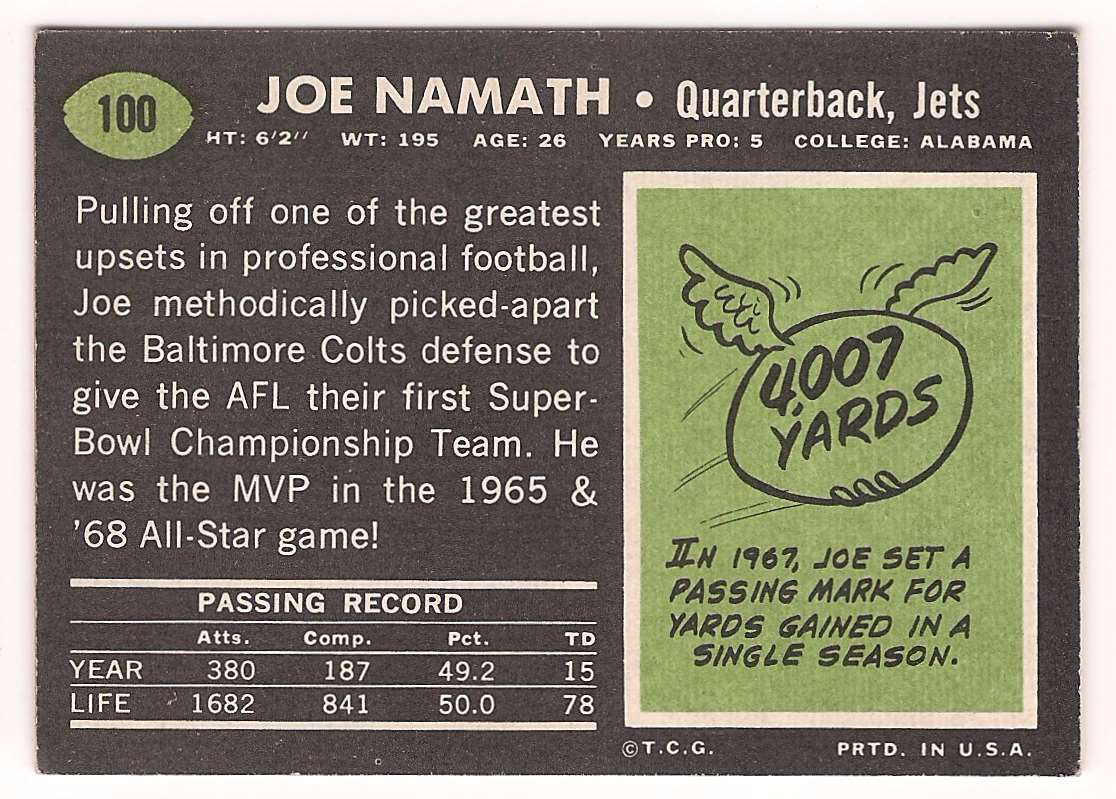 100
JOE NAMATH • Quarterback, Jets
HT: 6'2'' WT: 195 AGE: 26 YEARS PRO: 5 COLLEGE: ALABAMA
Pulling off one of the greatest
upsets in professional football,
Joe methodically picked-apart
the Baltimore Colts defense to
give the AFL their first Super-
Bowl Championship Team. He
was the MVP in the 1965 &
'68 All-Star game!
PASSING RECORD
Atts. Comp. Pct. TD
YEAR 380 187 49.2 15
LIFE 1682 841 50.0 78
4,007
YARDS
IN 1967, JOE SET A
PASSING MARK FOR
YARDS GAINED IN A
SINGLE SEASON.
©T.C.G. PRTD. IN U.S.A.